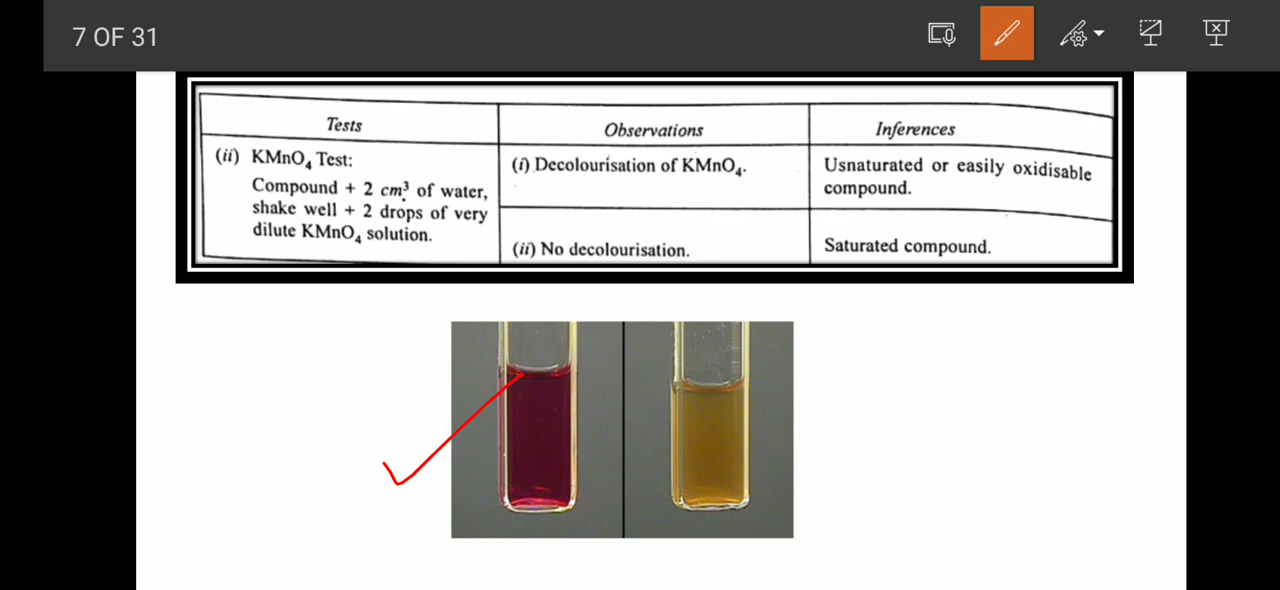 7 OF 31
Tests
Observations
Inferences
(ii) KMnO₄ Test:
Compound + 2 cm³ of water,
shake well + 2 drops of very
dilute KMnO₄ solution.
(i) Decolourisation of KMnO₄.
Usnaturated or easily oxidisable
compound.
(ii) No decolourisation.
Saturated compound.